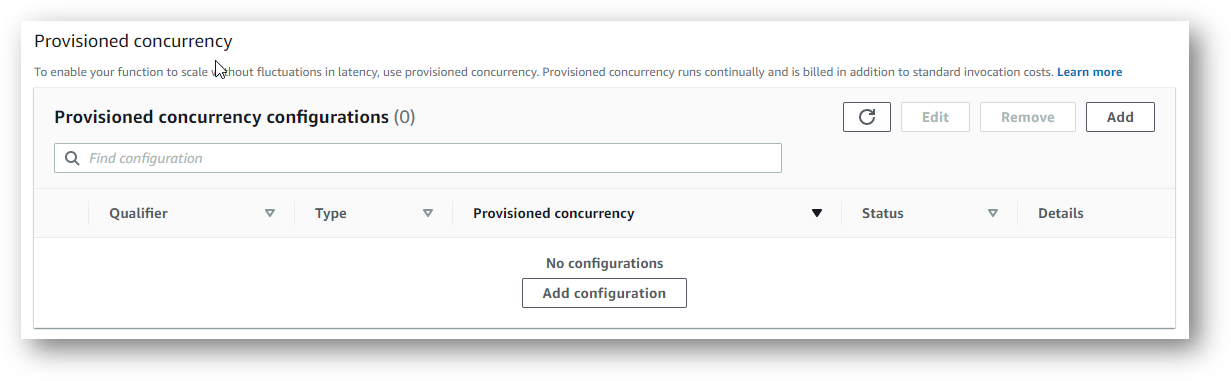 Provisioned concurrency
To enable your function to scale without fluctuations in latency, use provisioned concurrency. Provisioned concurrency runs continually and is billed in addition to standard invocation costs. Learn more
Provisioned concurrency configurations (0)
Edit
Remove
Add
Find configuration
Qualifier
Type
Provisioned concurrency
Status
Details
No configurations
Add configuration